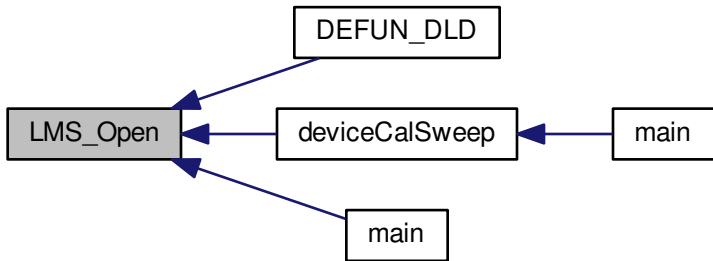 DEFUN_DLD
LMS_Open
deviceCalSweep
main
main